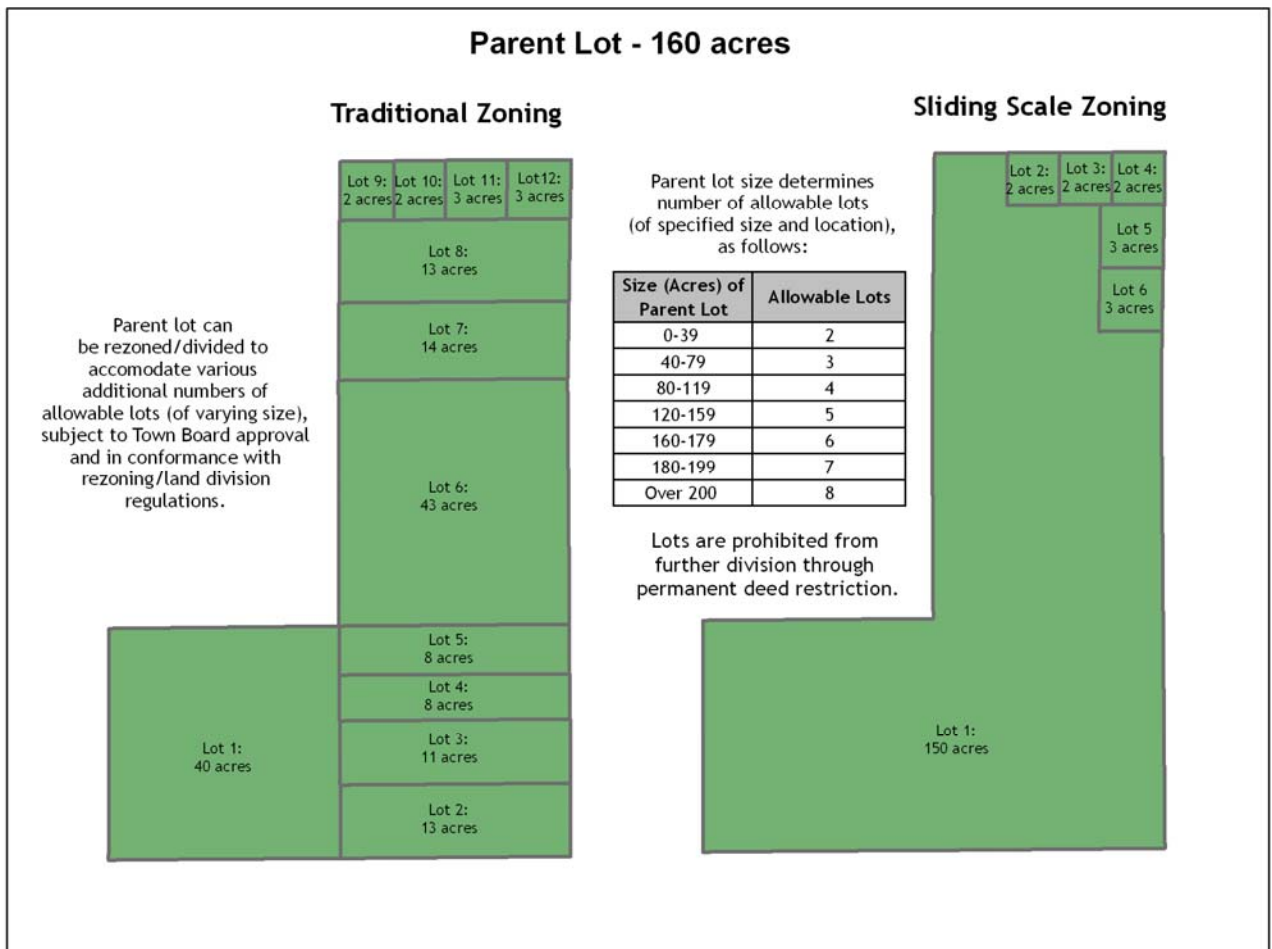 Parent Lot - 160 acres
Traditional Zoning
Parent lot can
be rezoned/divided to
accomodate various
additional numbers of
allowable lots (of varying size),
subject to Town Board approval
and in conformance with
rezoning/land division
regulations.
Lot 9:
2 acres
Lot 10:
2 acres
Lot 11:
3 acres
Lot12:
3 acres
Lot 8:
13 acres
Lot 7:
14 acres
Lot 6:
43 acres
Lot 5:
8 acres
Lot 4:
8 acres
Lot 3:
11 acres
Lot 2:
13 acres
Lot 1:
40 acres
Parent lot size determines
number of allowable lots
(of specified size and location),
as follows:
Size (Acres) of
Parent Lot
Allowable Lots
0-39 2
40-79 3
80-119 4
120-159 5
160-179 6
180-199 7
Over 200 8
Lots are prohibited from
further division through
permanent deed restriction.
Sliding Scale Zoning
Lot 2:
2 acres
Lot 3:
2 acres
Lot 4:
2 acres
Lot 5
3 acres
Lot 6
3 acres
Lot 1:
150 acres